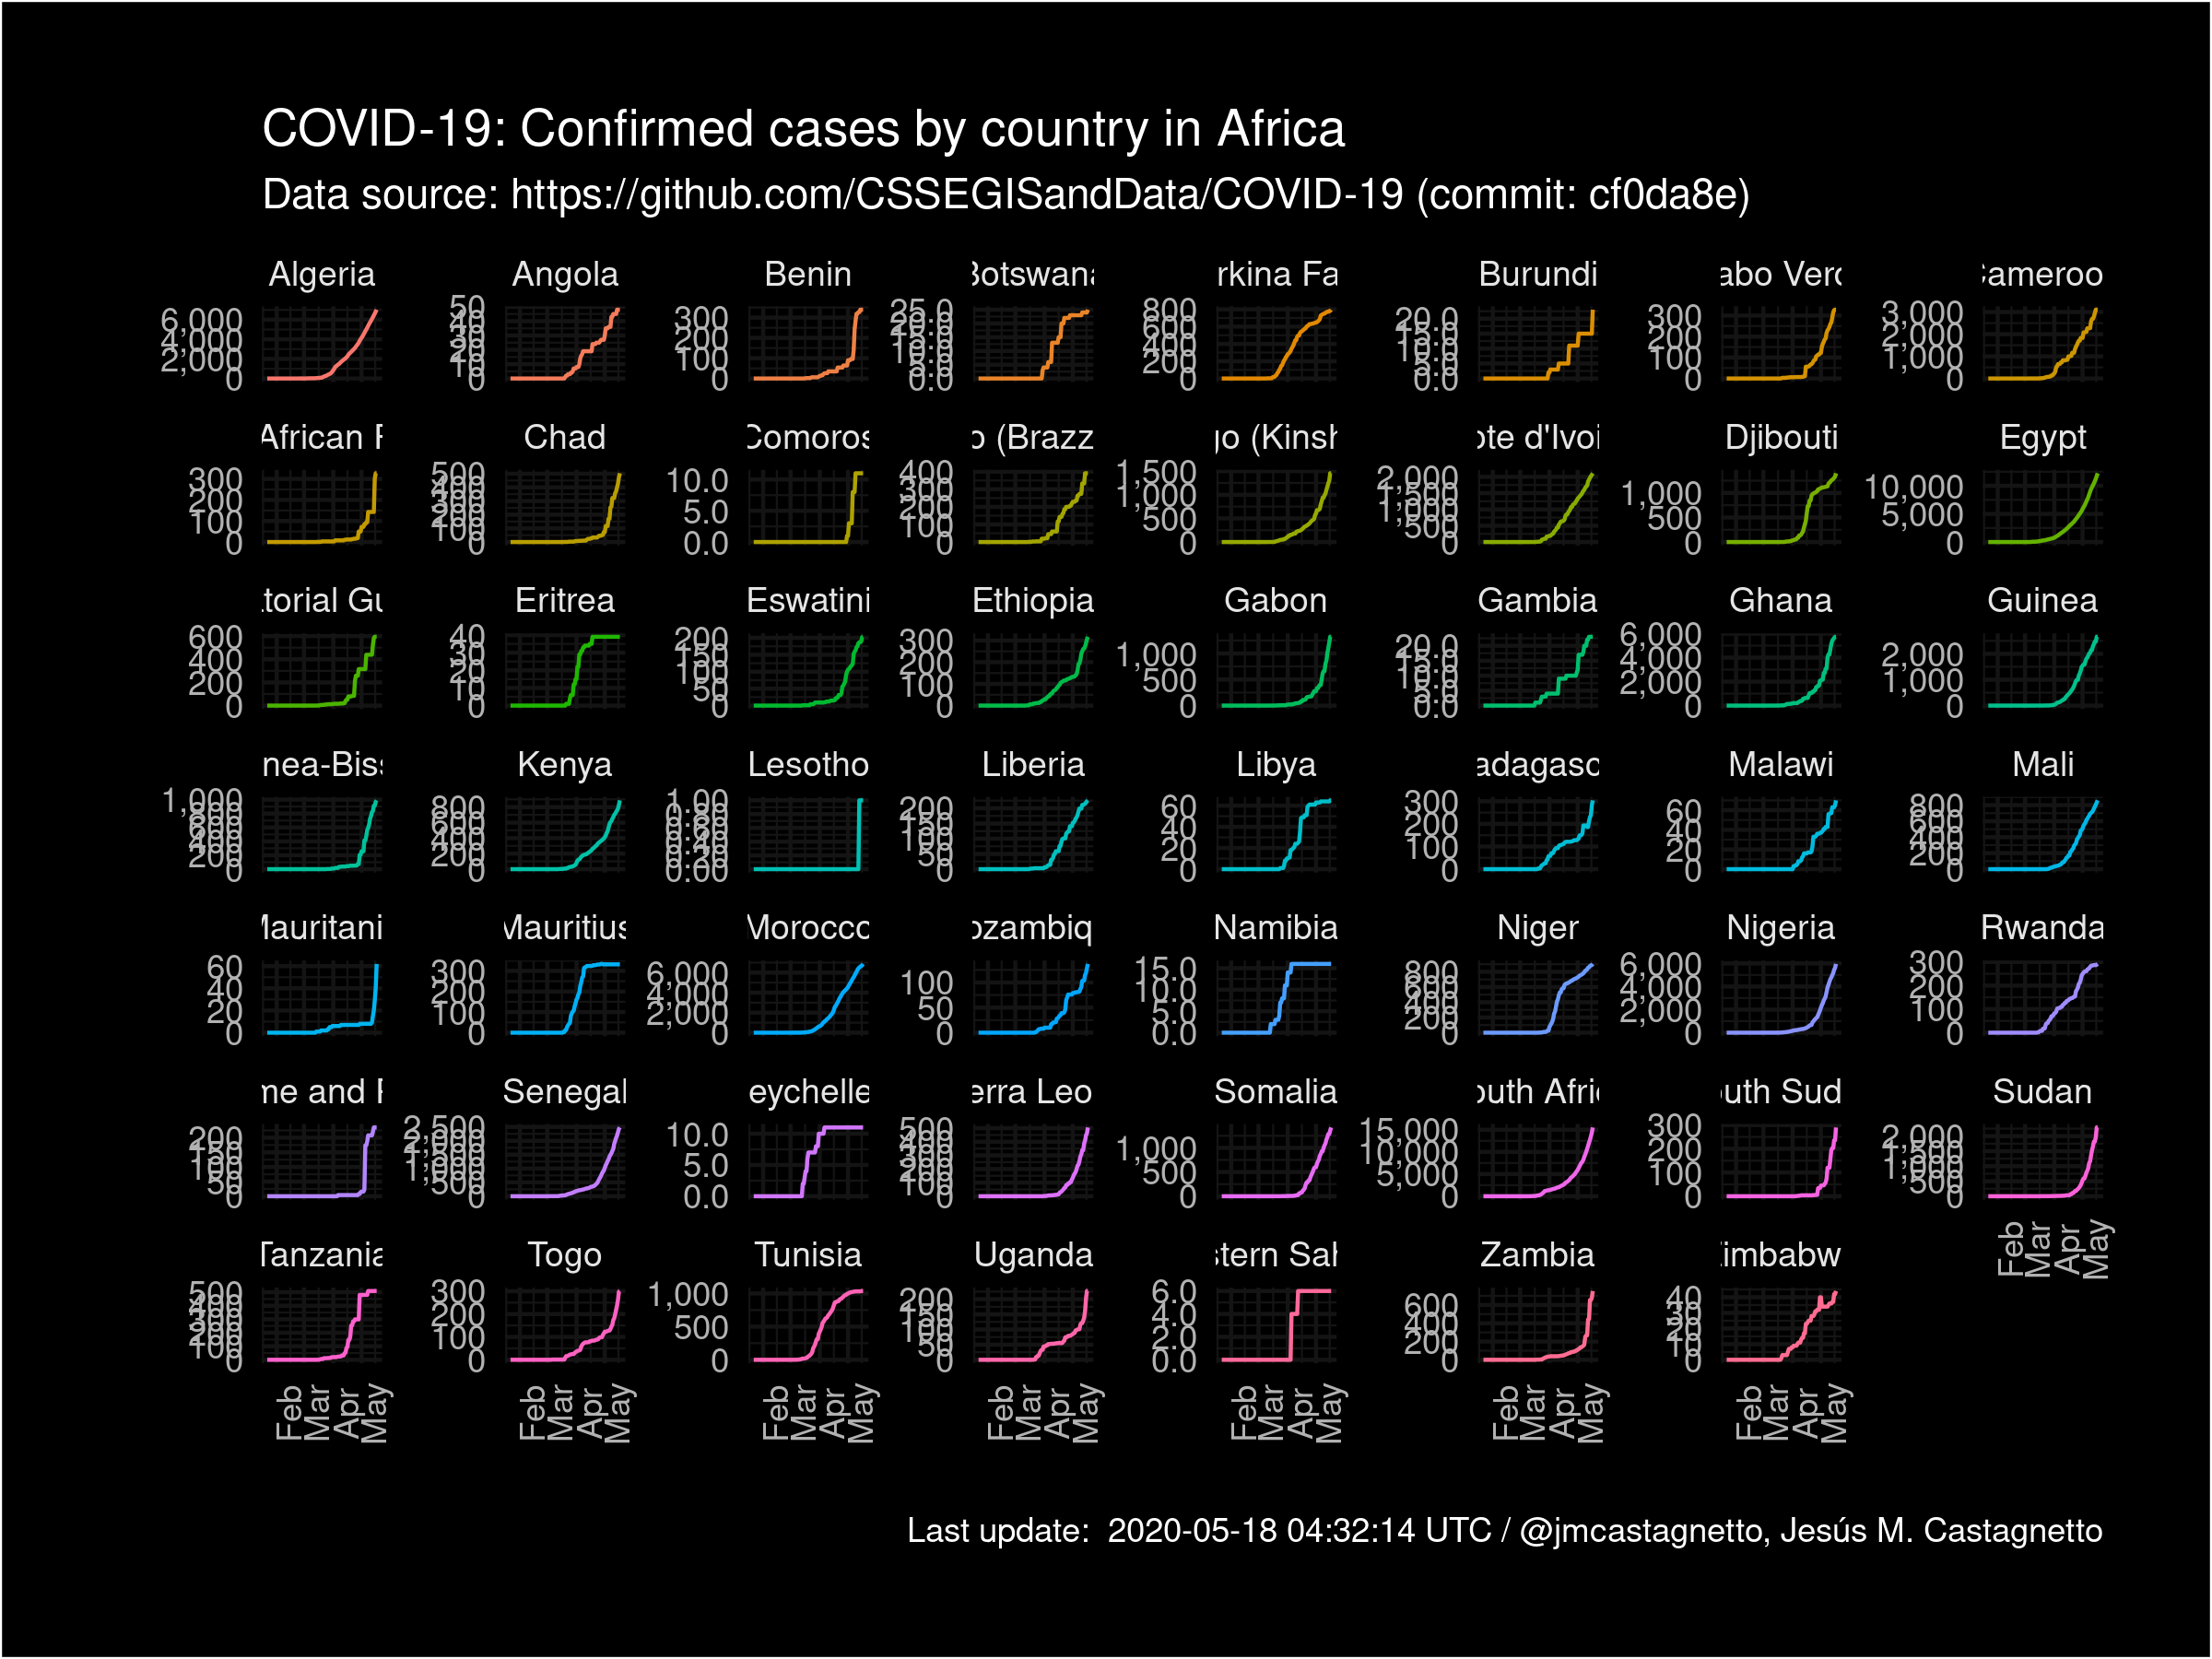 COVID-19: Confirmed cases by country in Africa
Data source: https://github.com/CSSEGISandData/COVID-19 (commit: cf0da8e)
Algeria Angola Benin Botswana rkina Fa Burundi abo Verd Cameroo
6,000 4,000 2,000 0
50 40 30 20 10 0
300 200 100 0
25.0 20.0 15.0 10.0 5.0 0.0
800 600 400 200 0
20.0 15.0 10.0 5.0 0.0
300 200 100 0
3,000 2,000 1,000 0
African Chad Comoros o (Brazz go (Kinsh ote d'Ivoi Djibouti Egypt
300 200 100 0
500 400 300 200 100 0
10.0 5.0 0.0
400 300 200 100 0
1,500 1,000 500 0
2,000 1,500 1,000 500 0
1,000 500 0
10,000 5,000 0
torial Gu Eritrea Eswatini Ethiopia Gabon Gambia Ghana Guinea
600 400 200 0
40 30 20 10 0
200 150 100 50 0
300 200 100 0
1,000 500 0
20.0 15.0 10.0 5.0 0.0
6,000 4,000 2,000 0
2,000 1,000 0
nea-Biss Kenya Lesotho Liberia Libya adagasc Malawi Mali
1,000 800 600 400 200 0
800 600 400 200 0
1.00 0.80 0.60 0.40 0.20 0.00
200 150 100 50 0
60 40 20 0
300 200 100 0
60 40 20 0
800 600 400 200 0
Mauritani Mauritius Morocco ozambiq Namibia Niger Nigeria Rwanda
60 40 20 0
300 200 100 0
6,000 4,000 2,000 0
100 50 0
15.0 10.0 5.0 0.0
800 600 400 200 0
6,000 4,000 2,000 0
300 200 100 0
me and Senegal eychelle erra Leo Somalia outh Afric outh Sud Sudan
200 150 100 50 0
2,500 2,000 1,500 1,000 500 0
10.0 5.0 0.0
500 400 300 200 100 0
1,000 500 0
15,000 10,000 5,000 0
300 200 100 0
2,000 1,500 1,000 500 0
Feb Mar Apr May
Tanzania Togo Tunisia Uganda stern Sah Zambia imbabw
500 400 300 200 100 0
300 200 100 0
1,000 500 0
200 150 100 50 0
6.0 4.0 2.0 0.0
600 400 200 0
40 30 20 10 0
Feb Mar Apr May
Feb Mar Apr May
Feb Mar Apr May
Feb Mar Apr May
Feb Mar Apr May
Feb Mar Apr May
Feb Mar Apr May
Last update: 2020-05-18 04:32:14 UTC / @jmcastagnetto, Jesús M. Castagnetto